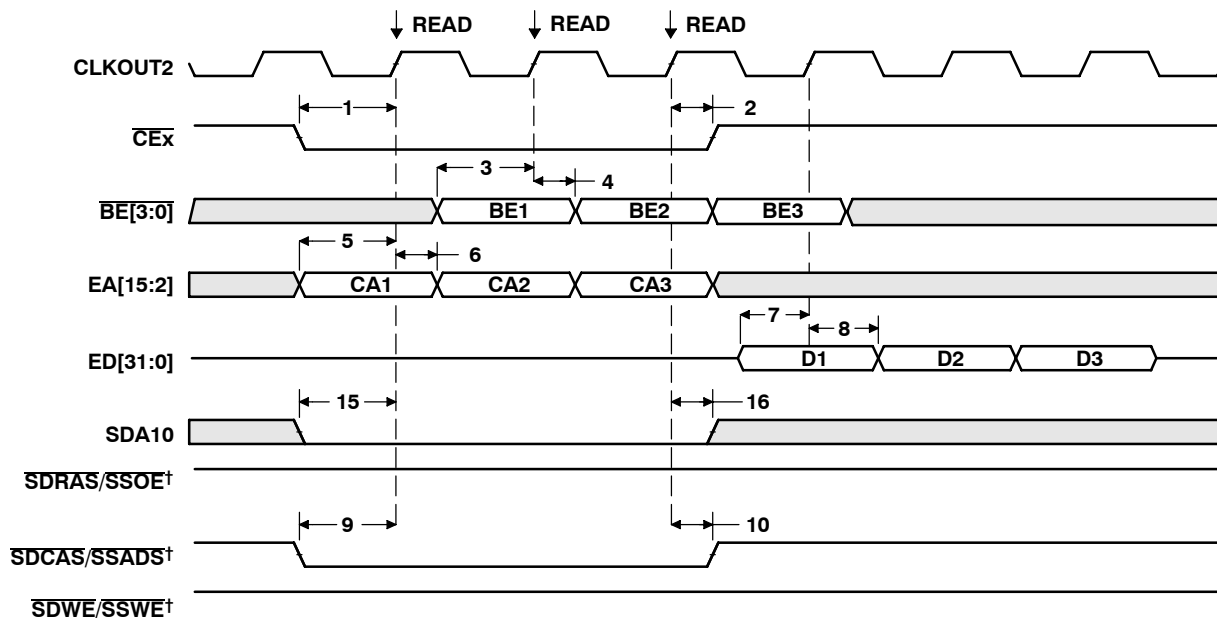 READ READ READ
CLKOUT2
1 2
CEx
3 4
BE[3:0] BE1 BE2 BE3
5 6
EA[15:2] CA1 CA2 CA3
7 8
ED[31:0] D1 D2 D3
15 16
SDA10
SDRAS/SSOE†
9 10
SDCAS/SSADS†
SDWE/SSWE†